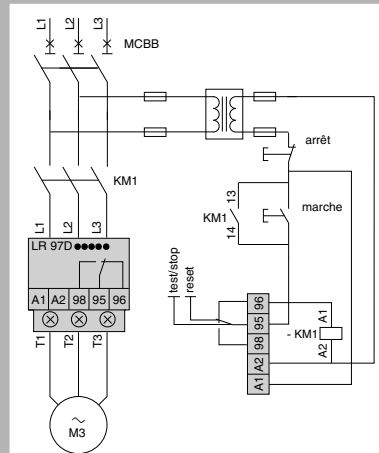 L1 L2 L3
MCBB
arrêt
KM1
marche
KM1
13
14
L1 L2 L3
LR 97D ●●●●●
A1 A2 98 95 96
T1 T2 T3
M3
test/stop
reset
96
95
98
A2
A1
A1
- KM1
A2